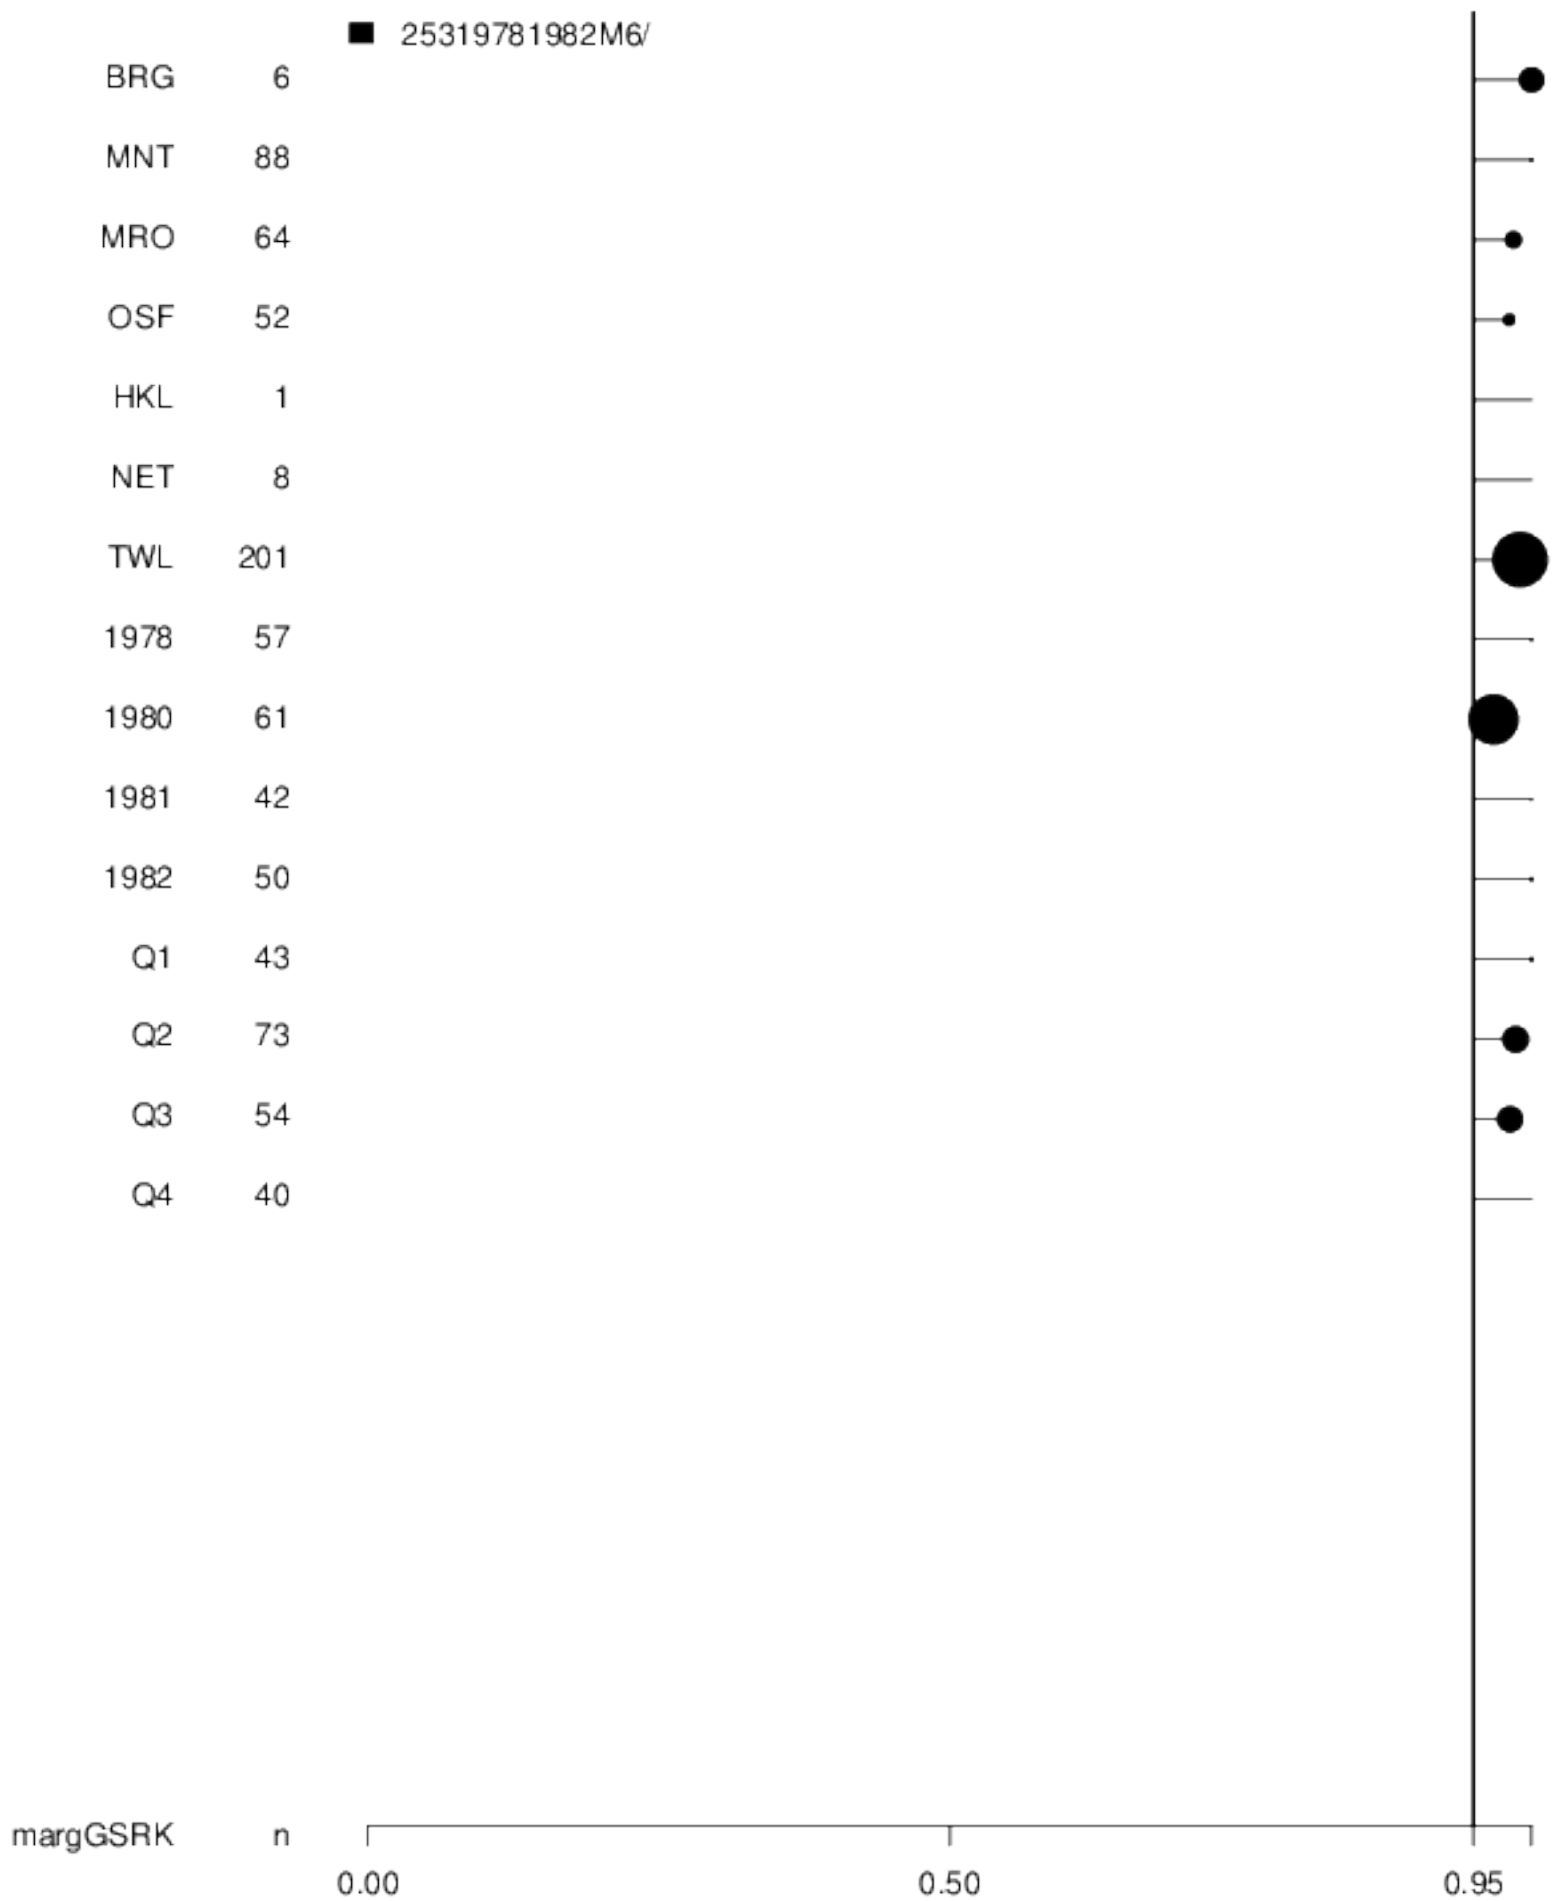 25319781982M6/
BRG 6
MNT 88
MRO 64
OSF 52
HKL 1
NET 8
TWL 201
1978 57
1980 61
1981 42
1982 50
Q1 43
Q2 73
Q3 54
Q4 40
margGSRK n
0.00 0.50 0.95